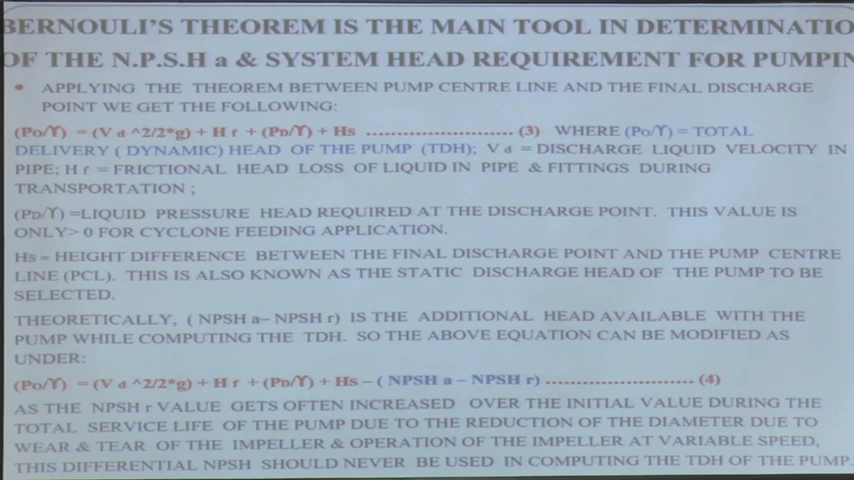 BERNOULI'S THEOREM IS THE MAIN TOOL IN DETERMINATIO
OF THE N.P.S.H a & SYSTEM HEAD REQUIREMENT FOR PUMPIN
• APPLYING THE THEOREM BETWEEN PUMP CENTRE LINE AND THE FINAL DISCHARGE
POINT WE GET THE FOLLOWING:
(Po/ϒ) =(V d ^2/2*g) + H r + (PD/ϒ) + Hs ........................... (3) WHERE (Po/ϒ) = TOTAL
DELIVERY ( DYNAMIC) HEAD OF THE PUMP (TDH); V d = DISCHARGE LIQUID VELOCITY IN
PIPE; H r = FRICTIONAL HEAD LOSS OF LIQUID IN PIPE & FITTINGS DURING
TRANSPORTATION ;
(PD/ϒ) =LIQUID PRESSURE HEAD REQUIRED AT THE DISCHARGE POINT. THIS VALUE IS
ONLY> 0 FOR CYCLONE FEEDING APPLICATION.
Hs = HEIGHT DIFFERENCE BETWEEN THE FINAL DISCHARGE POINT AND THE PUMP CENTRE
LINE (PCL). THIS IS ALSO KNOWN AS THE STATIC DISCHARGE HEAD OF THE PUMP TO BE
SELECTED.
THEORETICALLY, ( NPSH a– NPSH r) IS THE ADDITIONAL HEAD AVAILABLE WITH THE
PUMP WHILE COMPUTING THE TDH. SO THE ABOVE EQUATION CAN BE MODIFIED AS
UNDER:
(Po/ϒ) =(V d ^2/2*g) + H r + (PD/ϒ) + Hs – ( NPSH a – NPSH r) ........................... (4)
AS THE NPSH r VALUE GETS OFTEN INCREASED OVER THE INITIAL VALUE DURING THE
TOTAL SERVICE LIFE OF THE PUMP DUE TO THE REDUCTION OF THE DIAMETER DUE TO
WEAR & TEAR OF THE IMPELLER & OPERATION OF THE IMPELLER AT VARIABLE SPEED,
THIS DIFFERENTIAL NPSH SHOULD NEVER BE USED IN COMPUTING THE TDH OF THE PUMP.